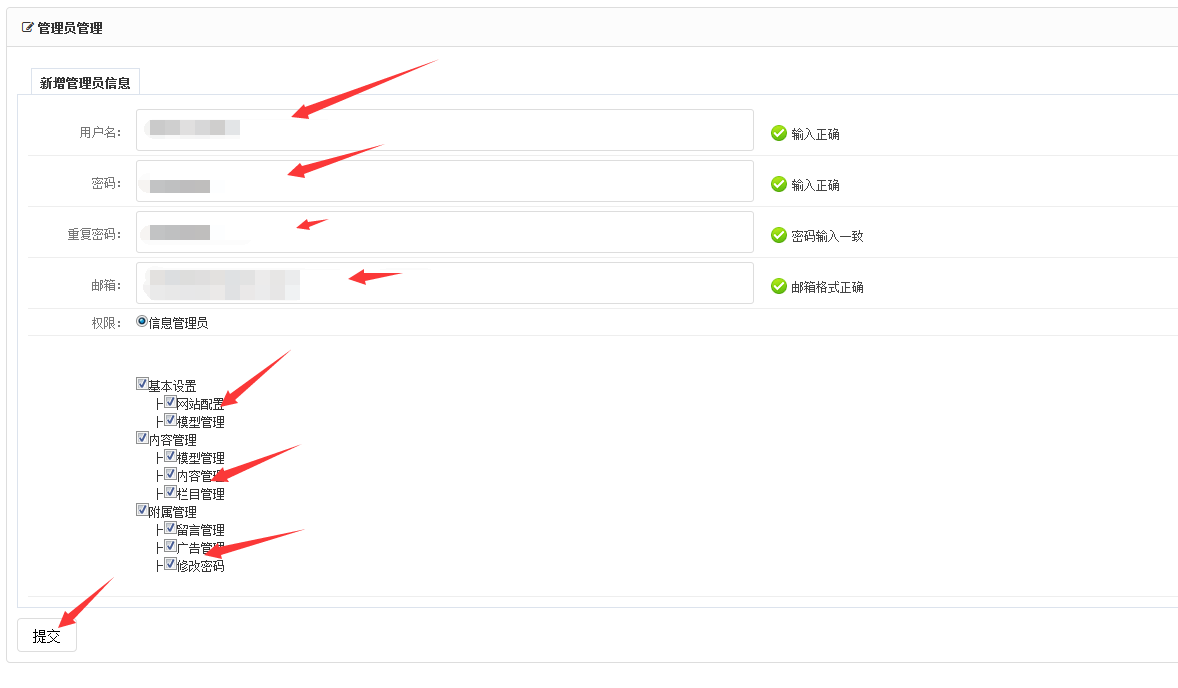 管理员管理
新增管理员信息
用户名： 输入正确
密码： 输入正确
重复密码： 密码输入一致
邮箱： 邮箱格式正确
权限： 信息管理员
基本设置
├网站配置
├模型管理
内容管理
├模型管理
├内容管理
├栏目管理
附属管理
├留言管理
├广告管理
├修改密码
提交